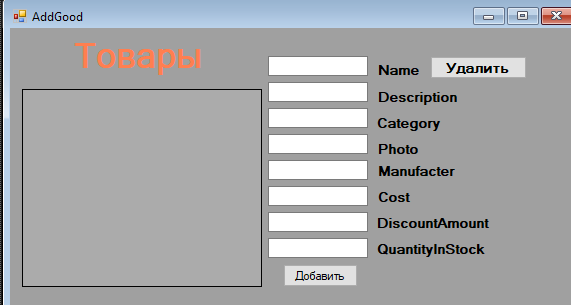 AddGood
Товары
Name
Удалить
Description
Category
Photo
Manufacter
Cost
DiscountAmount
QuantityInStock
Добавить